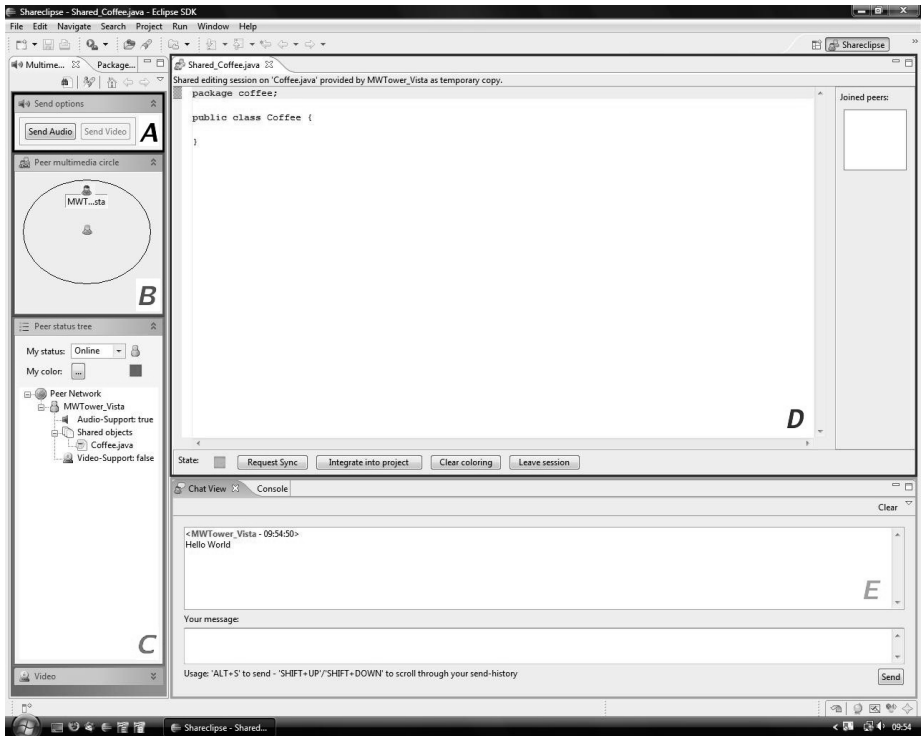 Shareclipse - Shared_Coffee.java - Eclipse SDK
File Edit Navigate Search Project Run Window Help
Shareclipse
Multime... Package...
Send options
Send Audio Send Video
A
Peer multimedia circle
MWT...sta
B
Peer status tree
My status: Online
My color: ...
Peer Network
MWTower_Vista
Audio-Support: true
Shared objects
Coffee.java
Video-Support: false
C
Video
Shared_Coffee.java
Shared editing session on 'Coffee.java' provided by MWTower_Vista as temporary copy.
package coffee;
public class Coffee {
}
Joined peers:
D
State: Request Sync Integrate into project Clear coloring Leave session
Chat View Console
Clear
<MWTower_Vista - 09:54:50>
Hello World
E
Your message:
Usage: 'ALT+S' to send - 'SHIFT+UP'/'SHIFT+DOWN' to scroll through your send-history
Send
Shareclipse - Shared...
09:54